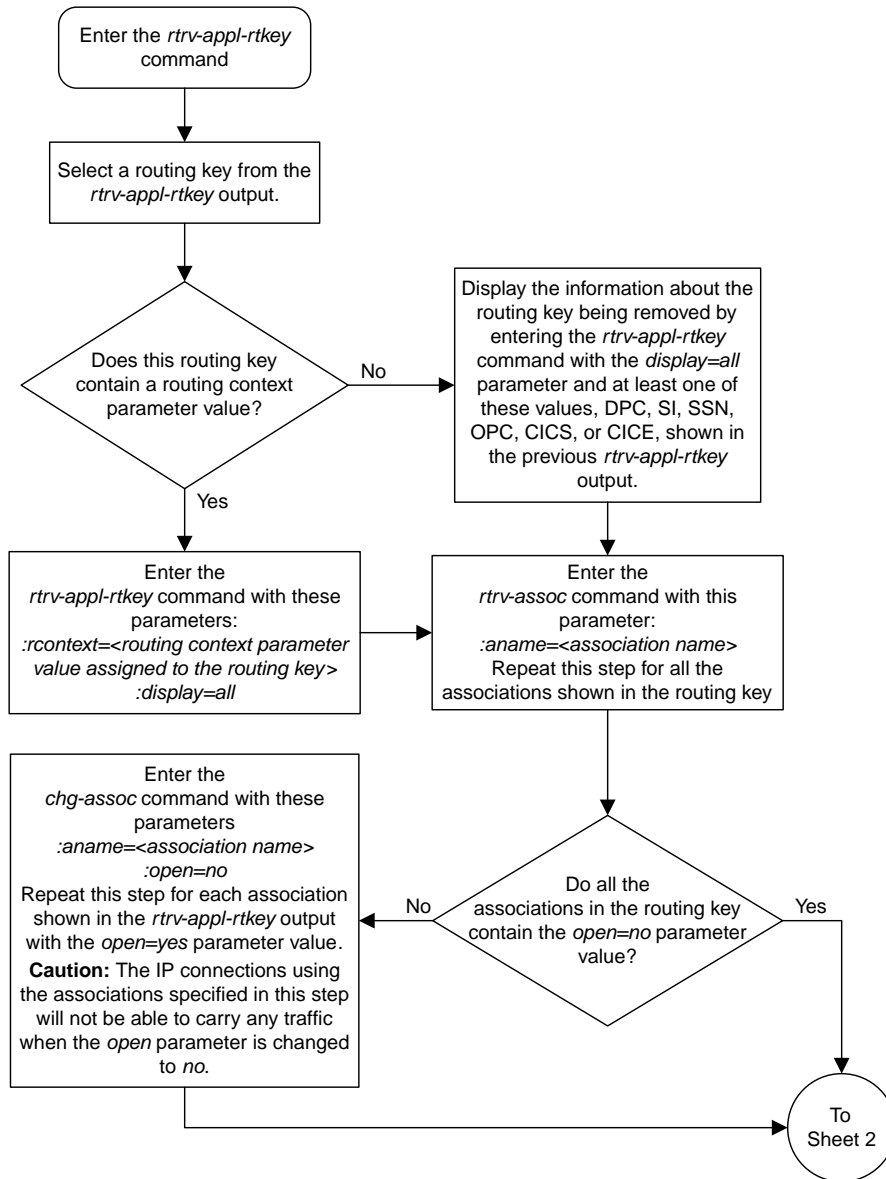 Enter the rtrv-appl-rtkey
command
Select a routing key from the
rtrv-appl-rtkey output.
Does this routing key
contain a routing context
parameter value?
No
Yes
Display the information about the
routing key being removed by
entering the rtrv-appl-rtkey
command with the display=all
parameter and at least one of
these values, DPC, SI, SSN,
OPC, CICS, or CICE, shown in
the previous rtrv-appl-rtkey
output.
Enter the
rtrv-appl-rtkey command with these
parameters:
:rcontext=<routing context parameter
value assigned to the routing key>
:display=all
Enter the
rtrv-assoc command with this
parameter:
:aname=<association name>
Repeat this step for all the
associations shown in the routing key
Enter the
chg-assoc command with these
parameters
:aname=<association name>
:open=no
Repeat this step for each association
shown in the rtrv-appl-rtkey output
with the open=yes parameter value.
Caution: The IP connections using
the associations specified in this step
will not be able to carry any traffic
when the open parameter is changed
to no.
No
Do all the
associations in the routing key
contain the open=no parameter
value?
Yes
To
Sheet 2